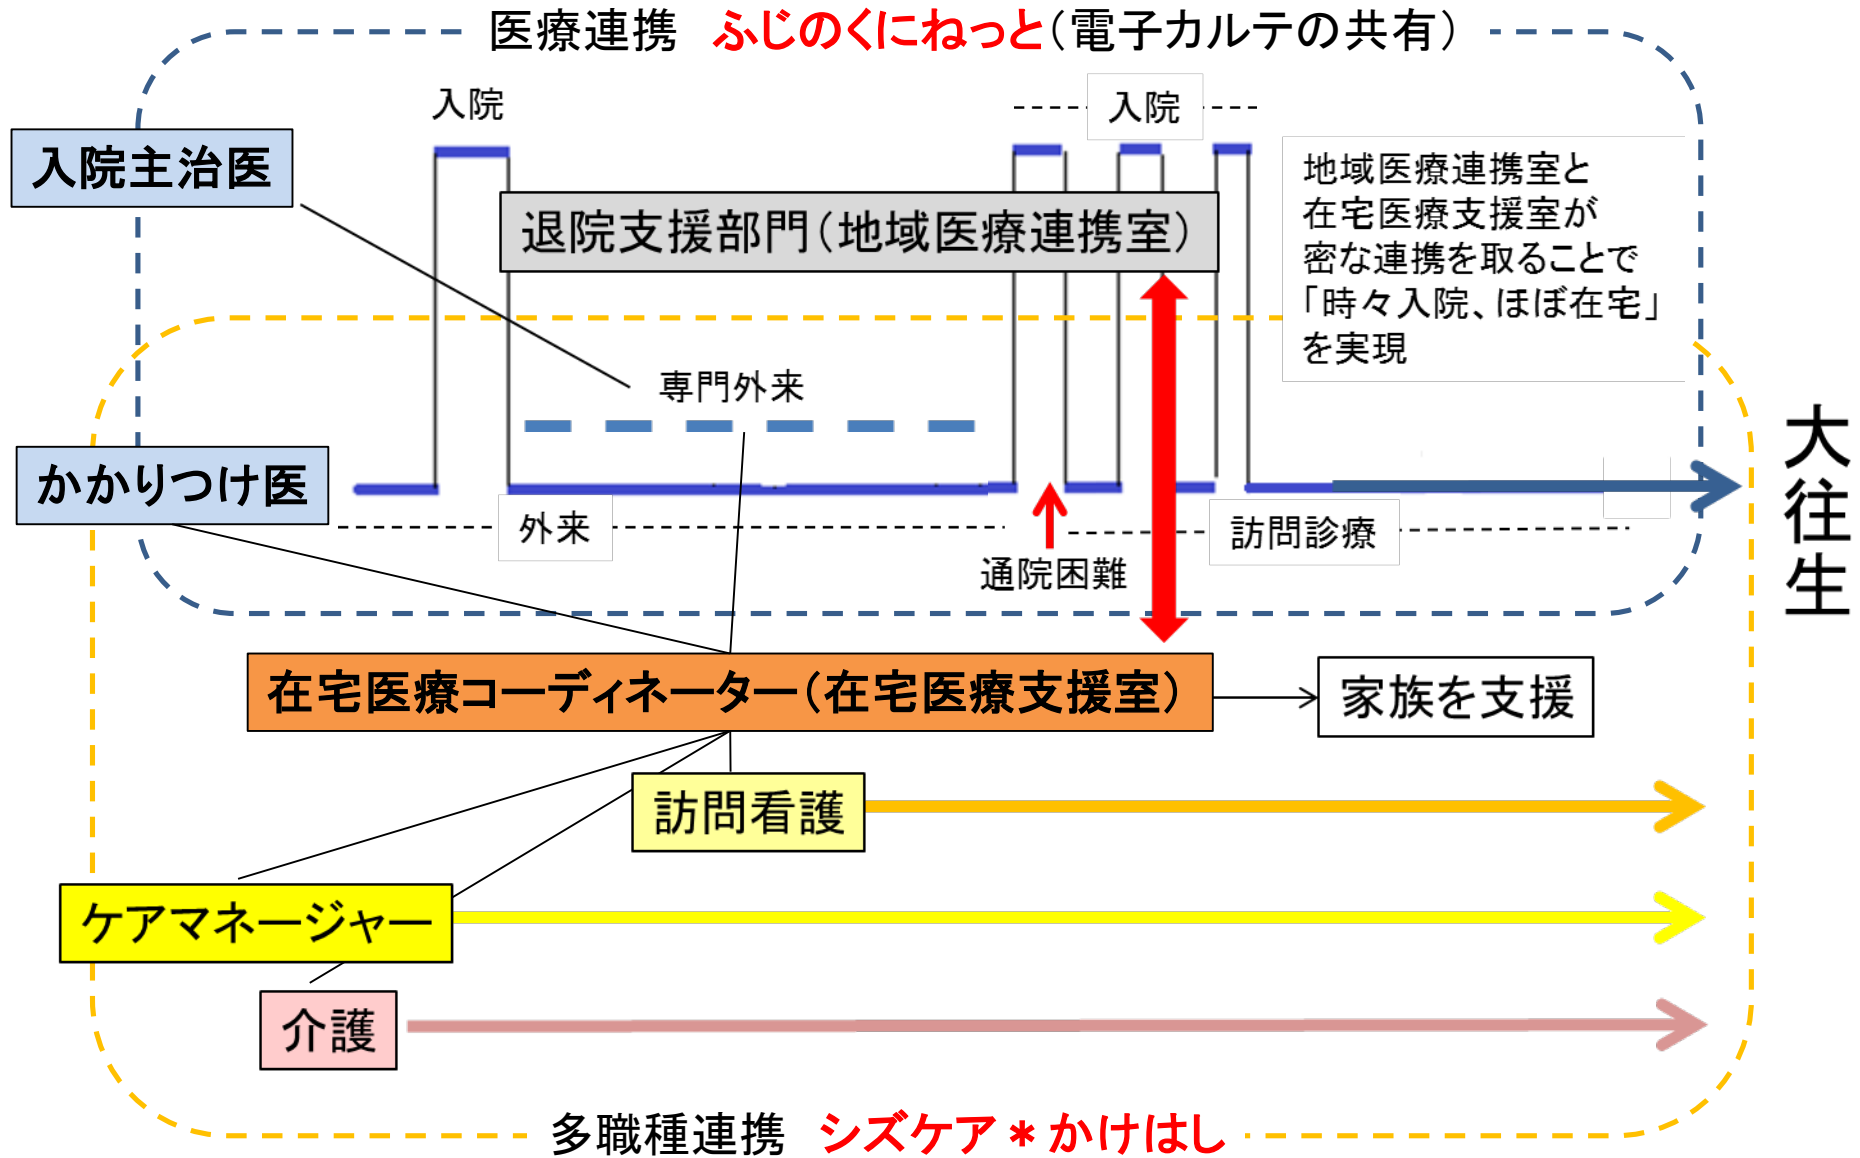 医療連携 ふじのくにねっと（電子カルテの共有）
入院
入院
入院主治医
地域医療連携室と
在宅医療支援室が
密な連携を取ることで
「時々入院、ほぼ在宅」
を実現
退院支援部門（地域医療連携室）
専門外来
かかりつけ医
外来
訪問診療
通院困難
大往生
在宅医療コーディネーター（在宅医療支援室）
家族を支援
訪問看護
ケアマネージャー
介護
多職種連携 シズケア＊かけはし